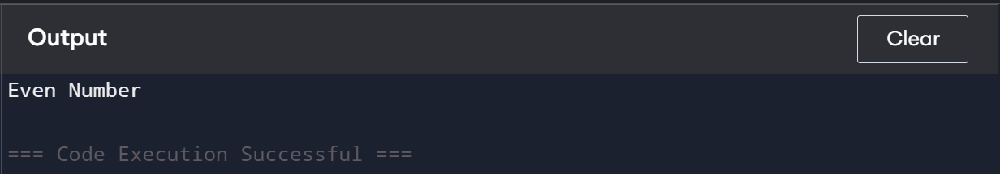 Output
Clear
Even Number
=== Code Execution Successful ===